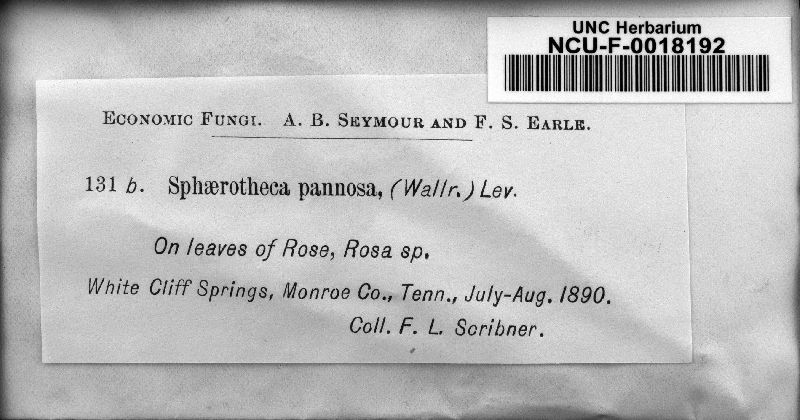 UNC Herbarium
NCU-F-0018192
Economic Fungi. A. B. Seymour and F. S. Earle.
131 b. Sphærotheca pannosa, (Wallr.) Lev.
On leaves of Rose, Rosa sp.
White Cliff Springs, Monroe Co., Tenn., July-Aug. 1890.
Coll. F. L. Scribner.